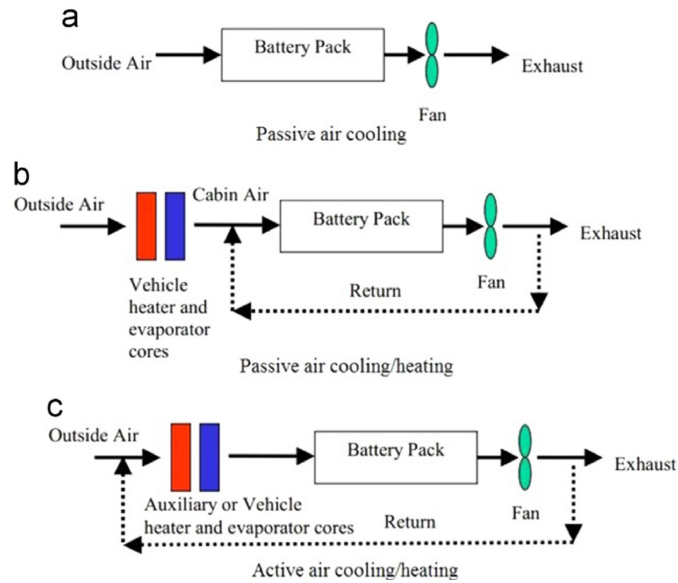 a
Outside Air
Battery Pack
Exhaust
Fan
Passive air cooling
b
Outside Air
Cabin Air
Battery Pack
Exhaust
Vehicle
heater and
evaporator
cores
Return
Fan
Passive air cooling/heating
c
Outside Air
Battery Pack
Exhaust
Auxiliary or Vehicle
heater and evaporator cores
Return
Fan
Active air cooling/heating